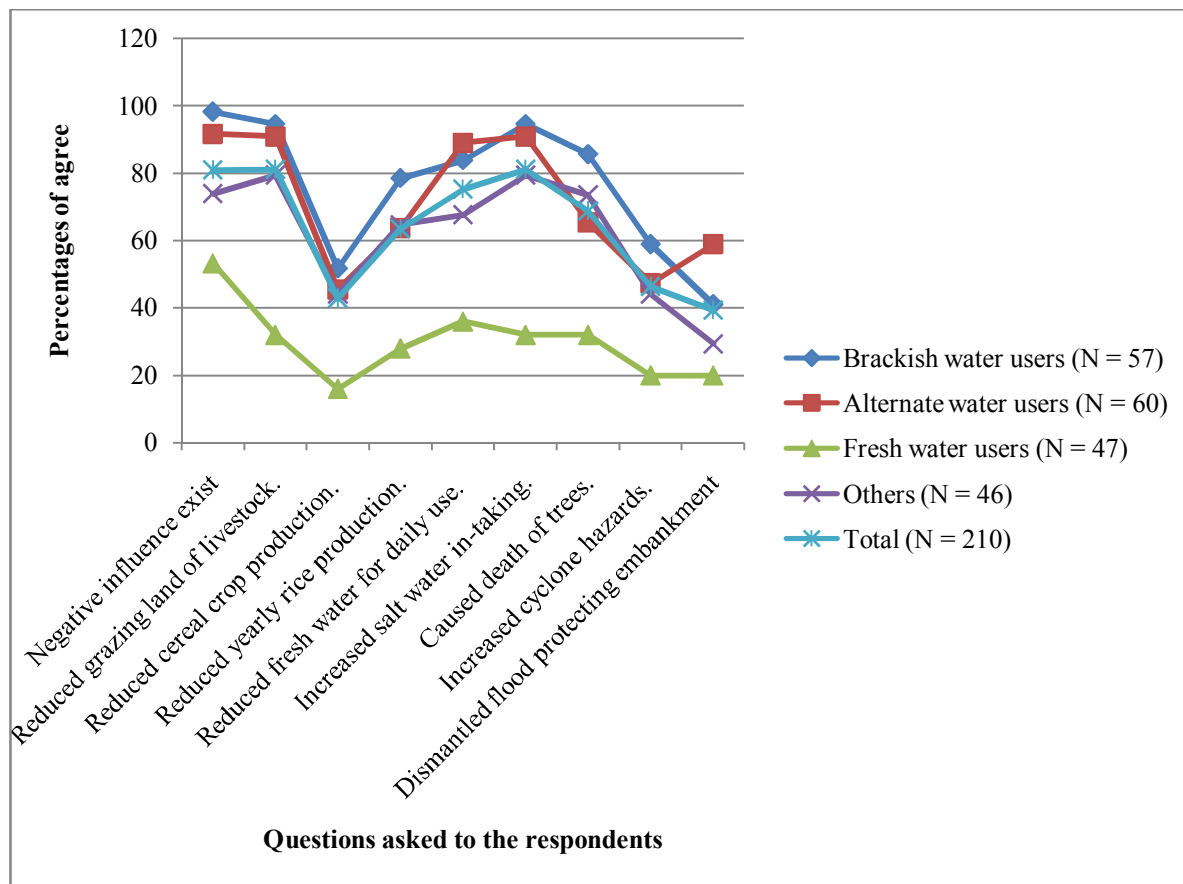 120
100
80
60
40
20
0
Percentages of agree
Negative influence exist
Reduced grazing land of livestock.
Reduced cereal crop production.
Reduced yearly rice production.
Reduced fresh water for daily use.
Increased salt water in-taking.
Caused death of trees.
Increased cyclone hazards.
Dismantled flood protecting embankment
Questions asked to the respondents
Brackish water users (N = 57)
Alternate water users (N = 60)
Fresh water users (N = 47)
Others (N = 46)
Total (N = 210)